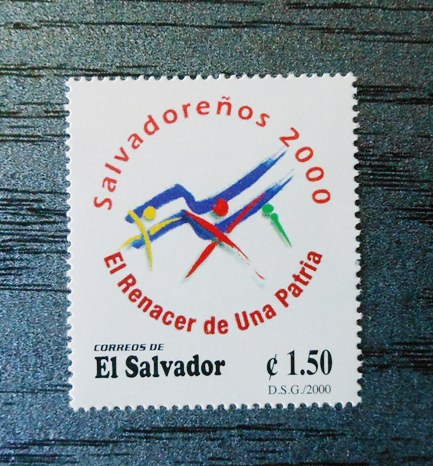 Salvadoreños 2000
El Renacer de Una Patria
CORREOS DE
El Salvador
¢ 1.50
D.S.G./2000